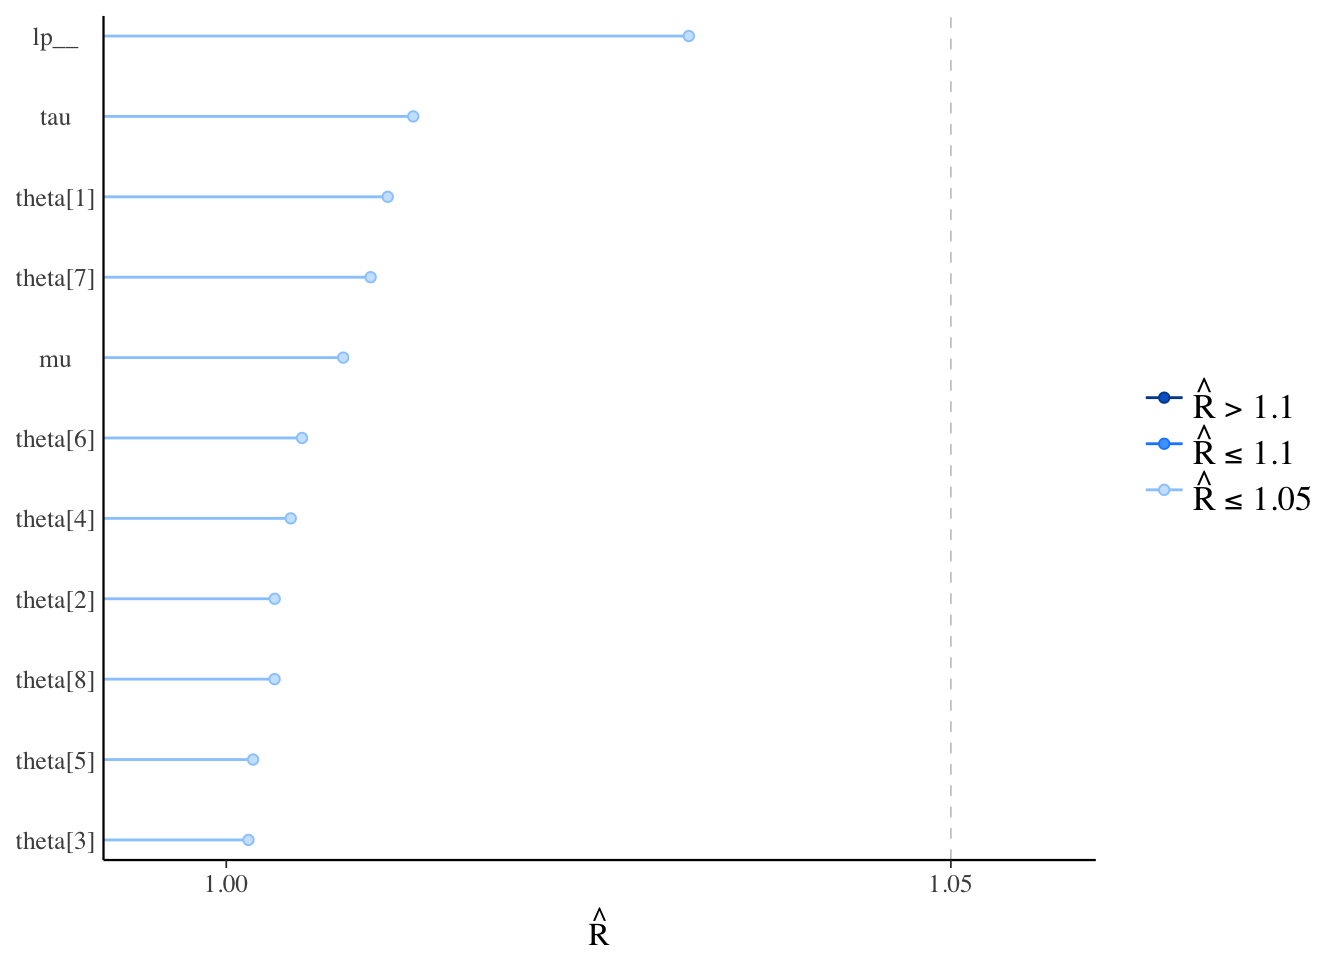 lp__
tau
theta[1]
theta[7]
mu
theta[6]
theta[4]
theta[2]
theta[8]
theta[5]
theta[3]
1.00 1.05
R̂
R̂ > 1.1
R̂ ≤ 1.1
R̂ ≤ 1.05